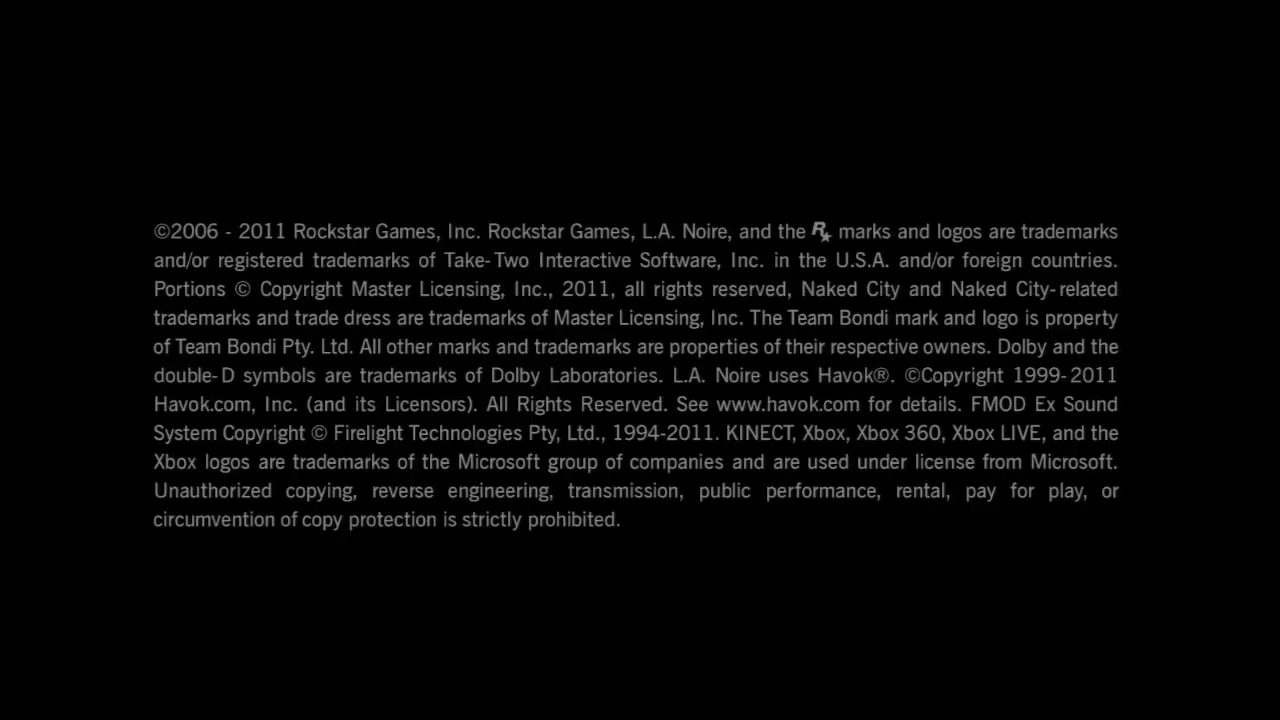 ©2006 - 2011 Rockstar Games, Inc. Rockstar Games, L.A. Noire, and the R★ marks and logos are trademarks
and/or registered trademarks of Take-Two Interactive Software, Inc. in the U.S.A. and/or foreign countries.
Portions © Copyright Master Licensing, Inc., 2011, all rights reserved, Naked City and Naked City-related
trademarks and trade dress are trademarks of Master Licensing, Inc. The Team Bondi mark and logo is property
of Team Bondi Pty. Ltd. All other marks and trademarks are properties of their respective owners. Dolby and the
double-D symbols are trademarks of Dolby Laboratories. L.A. Noire uses Havok®. ©Copyright 1999-2011
Havok.com, Inc. (and its Licensors). All Rights Reserved. See www.havok.com for details. FMOD Ex Sound
System Copyright © Firelight Technologies Pty, Ltd., 1994-2011. KINECT, Xbox, Xbox 360, Xbox LIVE, and the
Xbox logos are trademarks of the Microsoft group of companies and are used under license from Microsoft.
Unauthorized copying, reverse engineering, transmission, public performance, rental, pay for play, or
circumvention of copy protection is strictly prohibited.